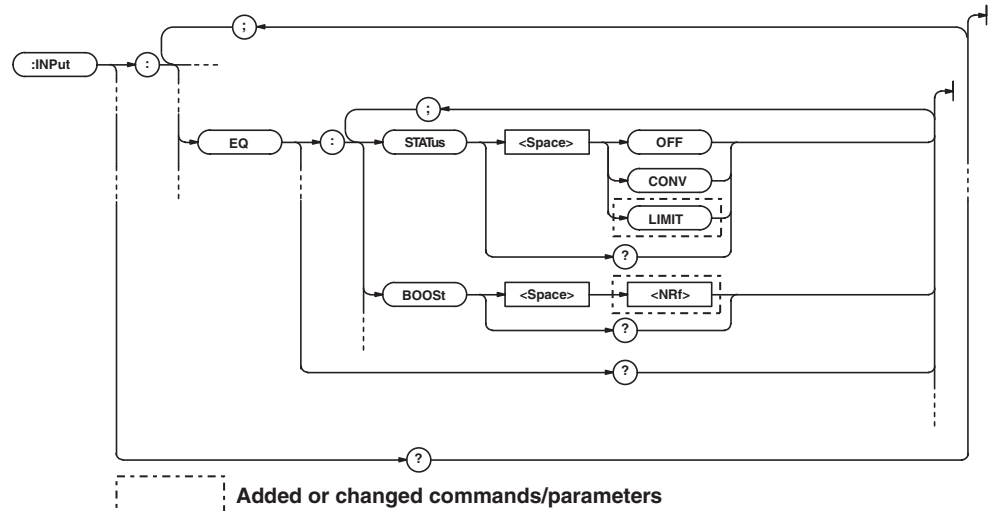 ;
:INPut :
;
EQ : STATus <Space> OFF
CONV
LIMIT
?
BOOSt <Space> <NRf>
?
?
?
Added or changed commands/parameters